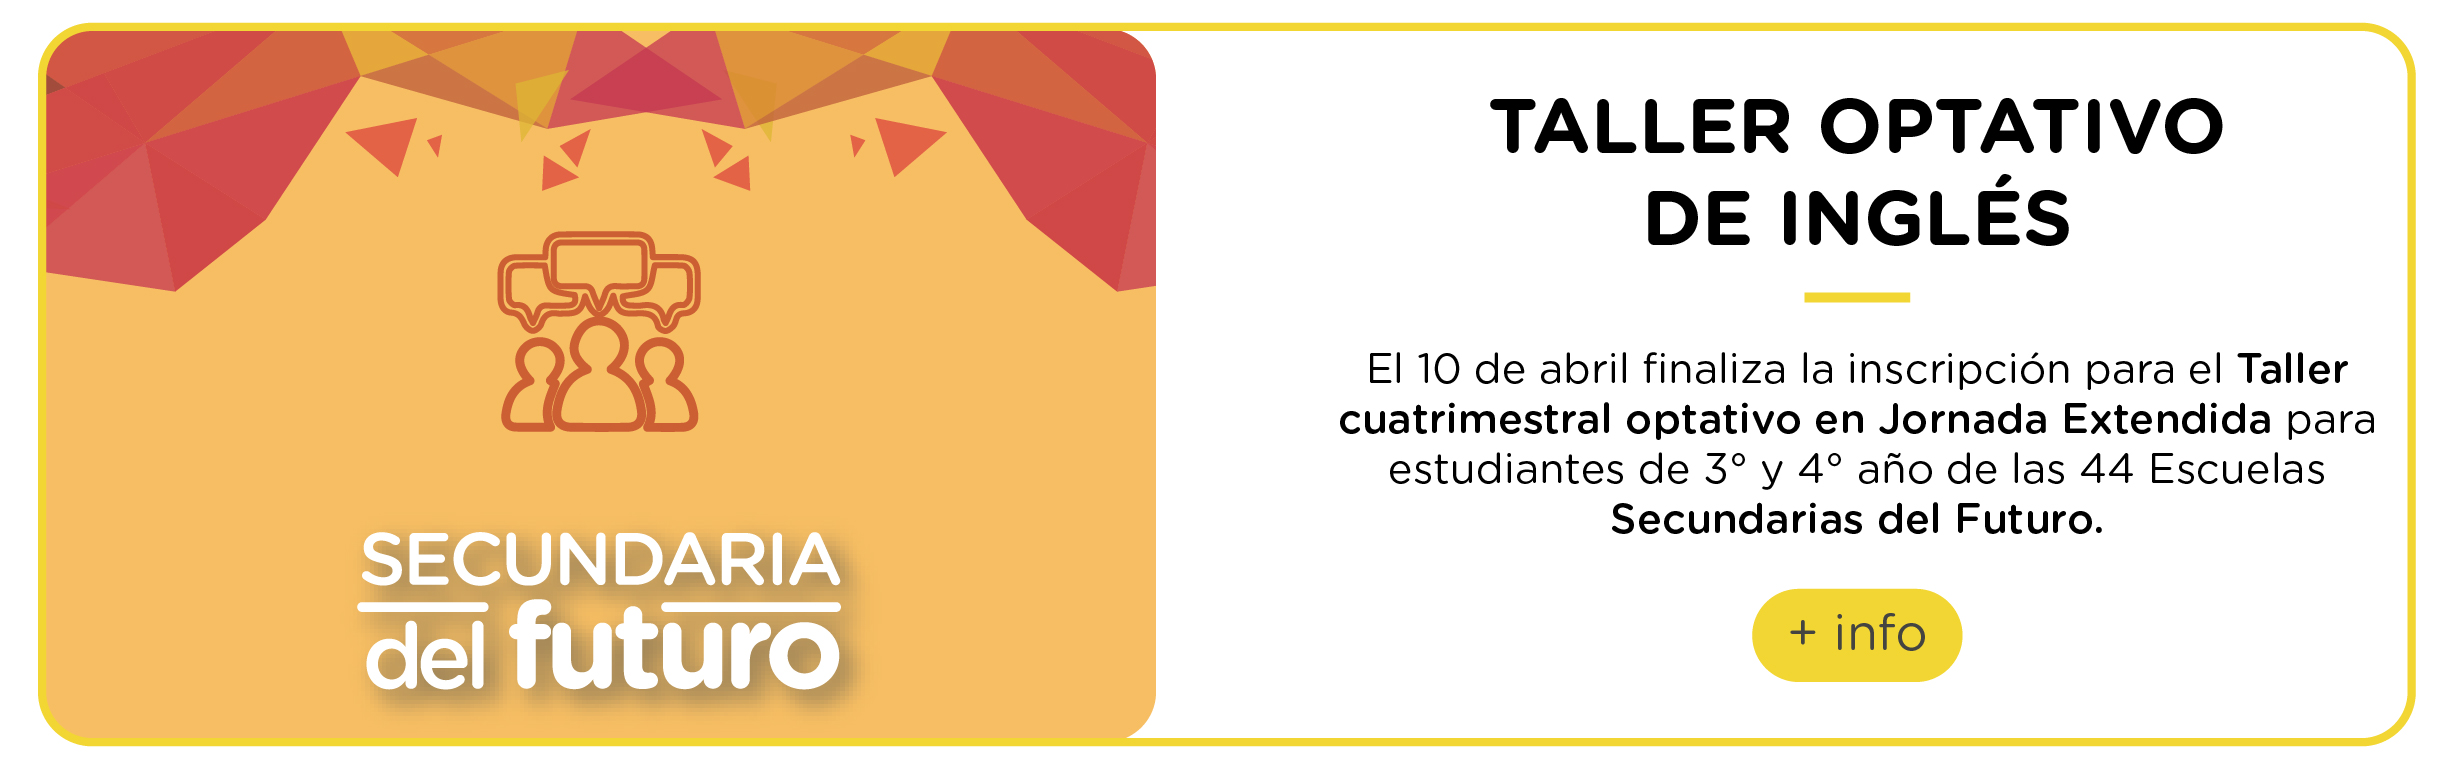 SECUNDARIA
del futuro
TALLER OPTATIVO
DE INGLÉS
El 10 de abril finaliza la inscripción para el Taller
cuatrimestral optativo en Jornada Extendida para
estudiantes de 3° y 4° año de las 44 Escuelas
Secundarias del Futuro.
+ info